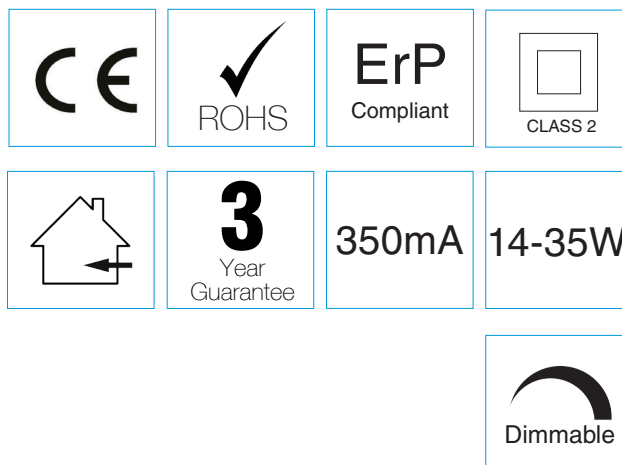 CE
ROHS
ErP
Compliant
CLASS 2
3
Year
Guarantee
350mA
14-35W
Dimmable